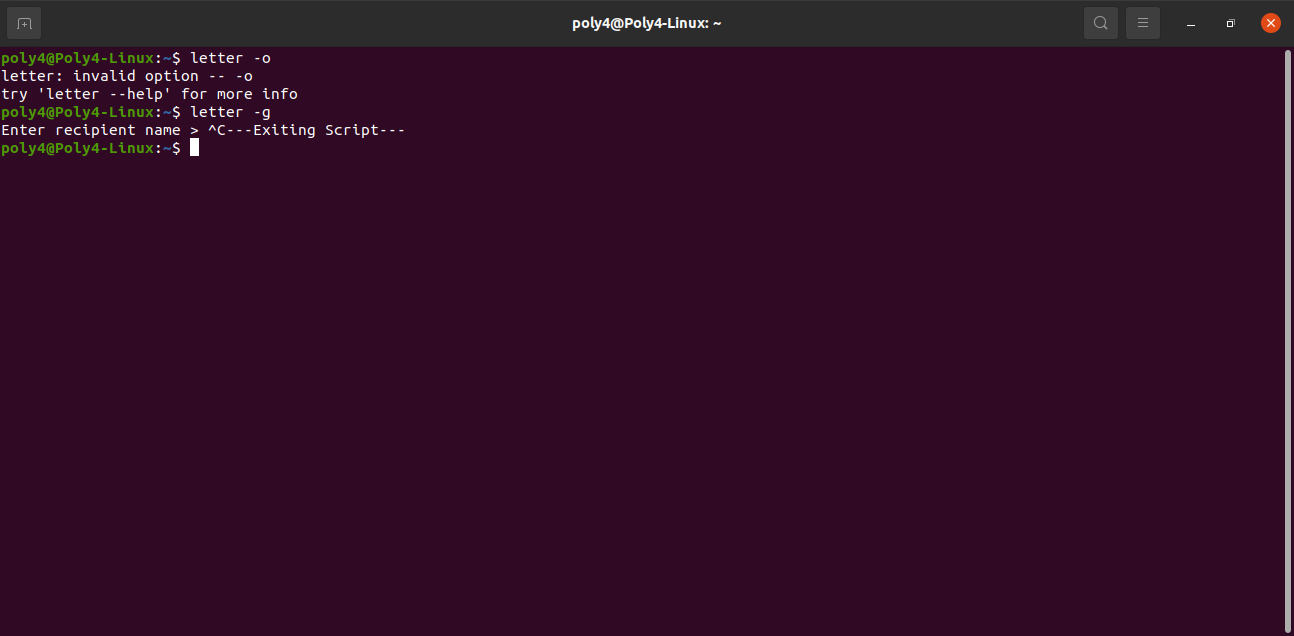 poly4@Poly4-Linux: ~
poly4@Poly4-Linux:~$ letter -o
letter: invalid option -- -o
try 'letter --help' for more info
poly4@Poly4-Linux:~$ letter -g
Enter recipient name > ^C---Exiting Script---
poly4@Poly4-Linux:~$